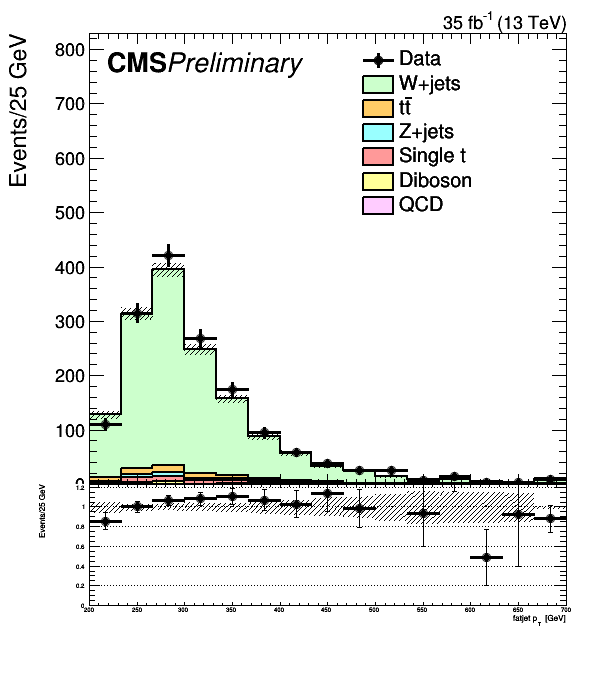 35 fb⁻¹ (13 TeV)
CMS Preliminary
Events/25 GeV
800
700
600
500
400
300
200
100
0
Data
W+jets
tt̄
Z+jets
Single t
Diboson
QCD
Events/25 GeV
1.2
1
0.8
0.6
0.4
0.2
0
200 250 300 350 400 450 500 550 600 650 700
fatjet p_T [GeV]